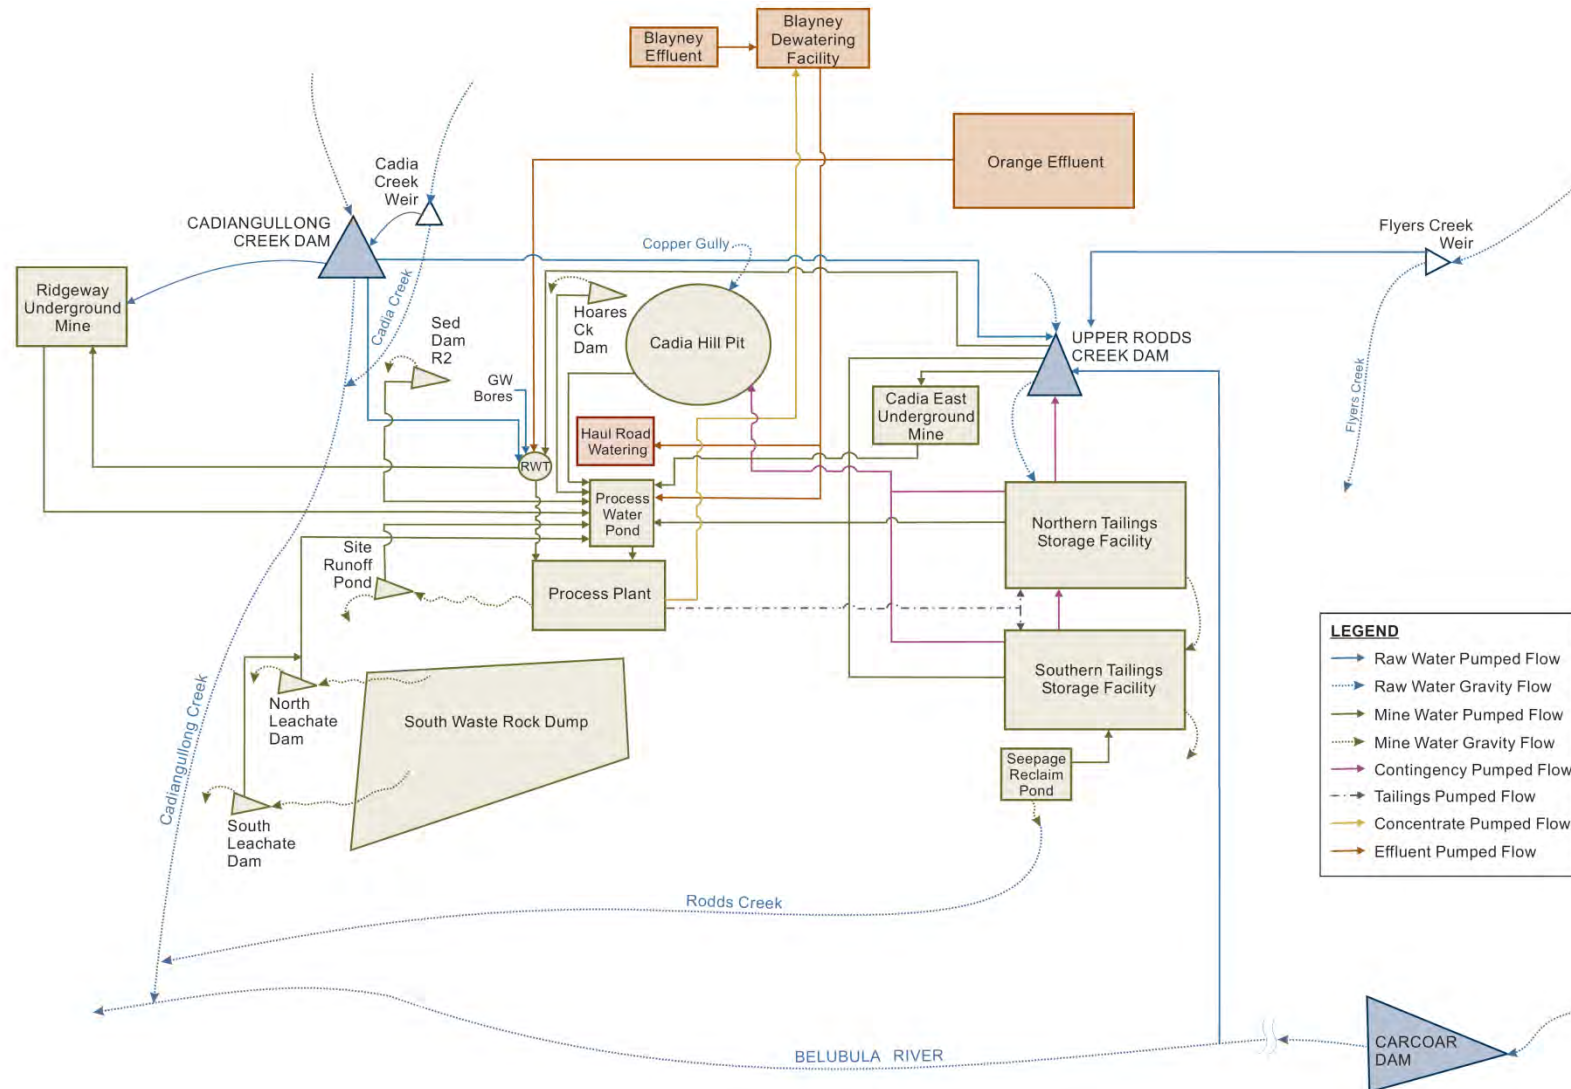 Blayney
Effluent
Blayney
Dewatering
Facility
Orange Effluent
Cadia
Creek
Weir
CADIANGULLONG
CREEK DAM
Copper Gully
Flyers Creek
Weir
Ridgeway
Underground
Mine
Cadia Creek
Sed
Dam
R2
Hoares
Ck
Dam
Cadia Hill Pit
UPPER RODDS
CREEK DAM
GW
Bores
Cadia East
Underground
Mine
Flyers Creek
Haul Road
Watering
RWT
Process
Water
Pond
Northern Tailings
Storage Facility
Site
Runoff
Pond
Process Plant
Southern Tailings
Storage Facility
North
Leachate
Dam
South Waste Rock Dump
Seepage
Reclaim
Pond
South
Leachate
Dam
Cadiangullong Creek
Rodds Creek
BELUBULA RIVER
CARCOAR
DAM
LEGEND
Raw Water Pumped Flow
Raw Water Gravity Flow
Mine Water Pumped Flow
Mine Water Gravity Flow
Contingency Pumped Flow
Tailings Pumped Flow
Concentrate Pumped Flow
Effluent Pumped Flow